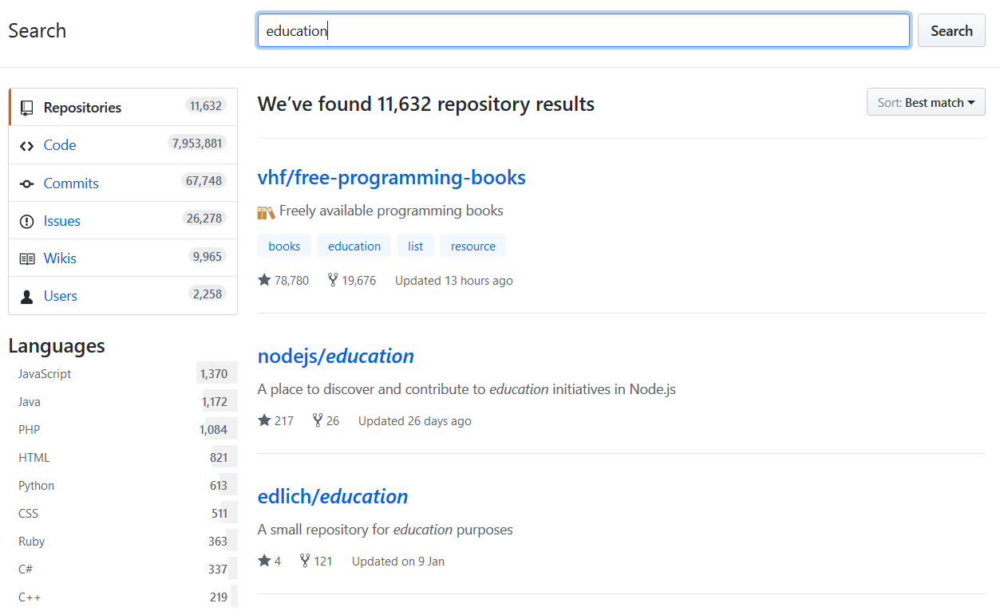 Search
education
Search
Repositories 11,632
Code 7,953,881
Commits 67,748
Issues 26,278
Wikis 9,965
Users 2,258
Languages
JavaScript 1,370
Java 1,172
PHP 1,084
HTML 821
Python 613
CSS 511
Ruby 363
C# 337
C++ 219
We’ve found 11,632 repository results
Sort: Best match
vhf/free-programming-books
Freely available programming books
books education list resource
78,780 19,676 Updated 13 hours ago
nodejs/education
A place to discover and contribute to education initiatives in Node.js
217 26 Updated 26 days ago
edlich/education
A small repository for education purposes
4 121 Updated on 9 Jan